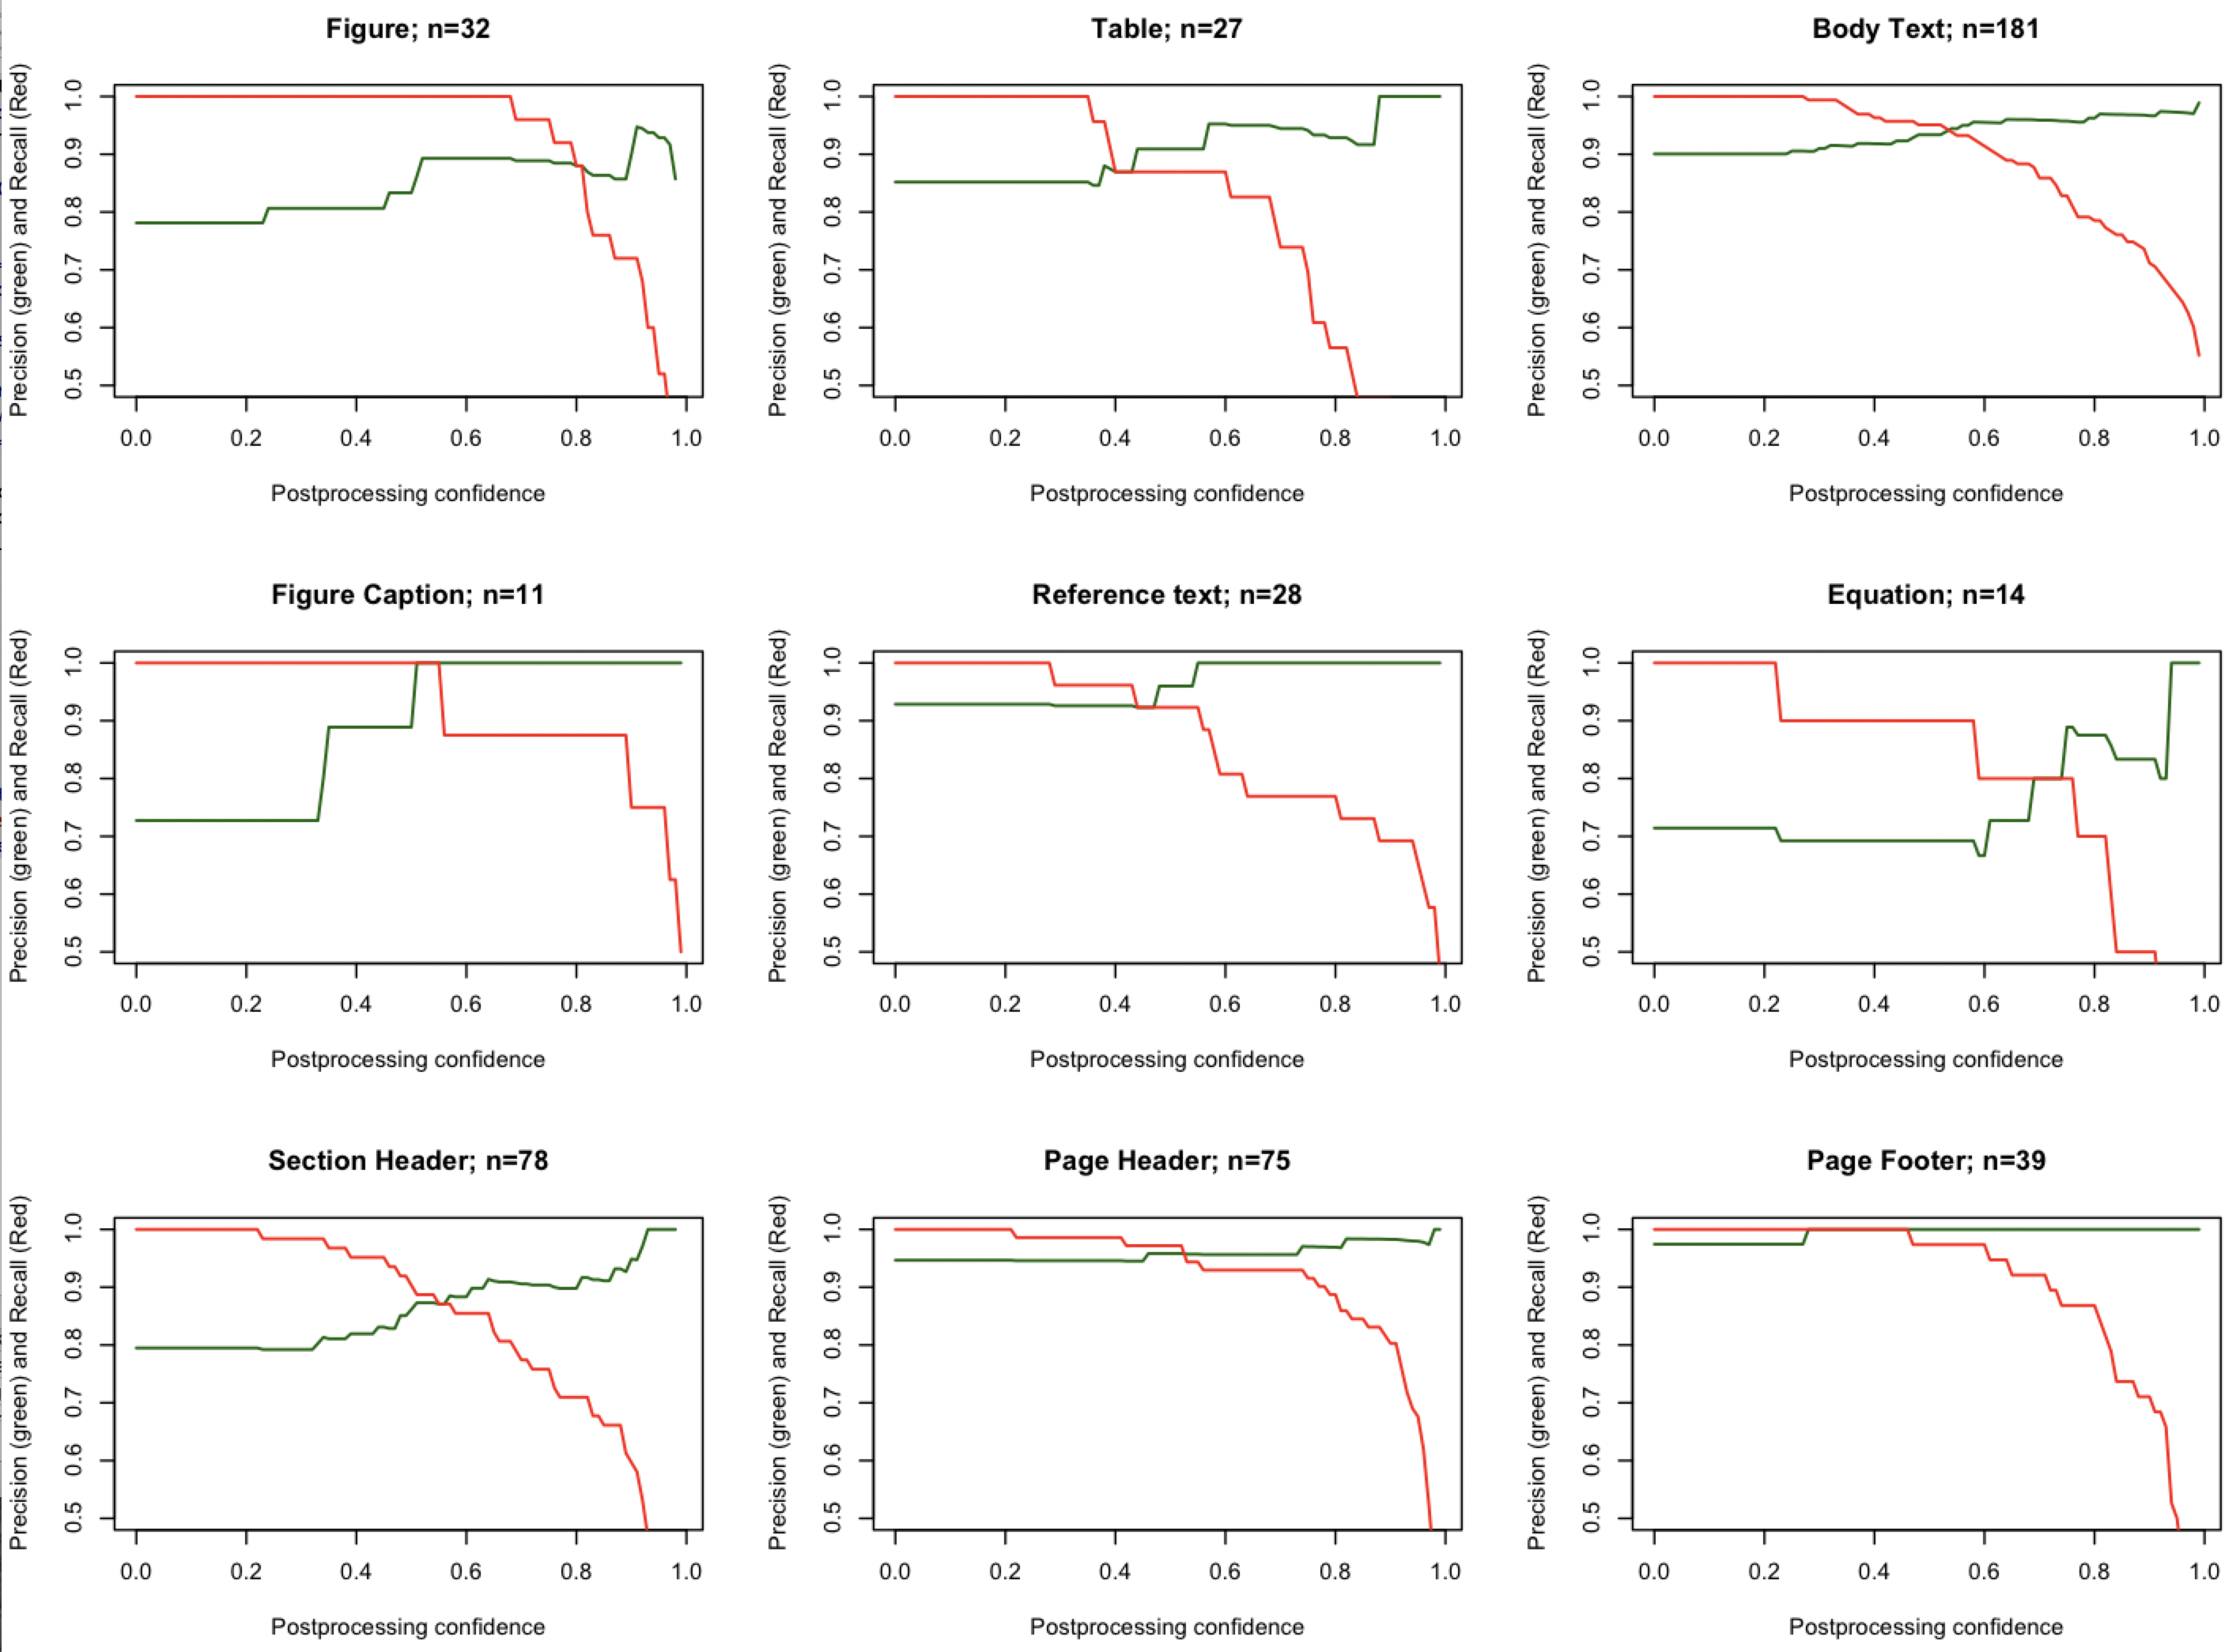 Figure; n=32
Precision (green) and Recall (Red)
1.0
0.9
0.8
0.7
0.6
0.5
0.0 0.2 0.4 0.6 0.8 1.0
Postprocessing confidence
Table; n=27
Precision (green) and Recall (Red)
1.0
0.9
0.8
0.7
0.6
0.5
0.0 0.2 0.4 0.6 0.8 1.0
Postprocessing confidence
Body Text; n=181
Precision (green) and Recall (Red)
1.0
0.9
0.8
0.7
0.6
0.5
0.0 0.2 0.4 0.6 0.8 1.0
Postprocessing confidence
Figure Caption; n=11
Precision (green) and Recall (Red)
1.0
0.9
0.8
0.7
0.6
0.5
0.0 0.2 0.4 0.6 0.8 1.0
Postprocessing confidence
Reference text; n=28
Precision (green) and Recall (Red)
1.0
0.9
0.8
0.7
0.6
0.5
0.0 0.2 0.4 0.6 0.8 1.0
Postprocessing confidence
Equation; n=14
Precision (green) and Recall (Red)
1.0
0.9
0.8
0.7
0.6
0.5
0.0 0.2 0.4 0.6 0.8 1.0
Postprocessing confidence
Section Header; n=78
Precision (green) and Recall (Red)
1.0
0.9
0.8
0.7
0.6
0.5
0.0 0.2 0.4 0.6 0.8 1.0
Postprocessing confidence
Page Header; n=75
Precision (green) and Recall (Red)
1.0
0.9
0.8
0.7
0.6
0.5
0.0 0.2 0.4 0.6 0.8 1.0
Postprocessing confidence
Page Footer; n=39
Precision (green) and Recall (Red)
1.0
0.9
0.8
0.7
0.6
0.5
0.0 0.2 0.4 0.6 0.8 1.0
Postprocessing confidence